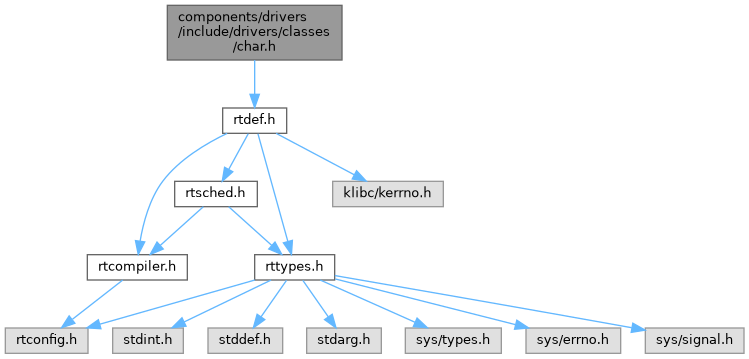 components/drivers
/include/drivers/classes
/char.h
rtdef.h
rtsched.h
klibc/kerrno.h
rtcompiler.h
rttypes.h
rtconfig.h
stdint.h
stddef.h
stdarg.h
sys/types.h
sys/errno.h
sys/signal.h